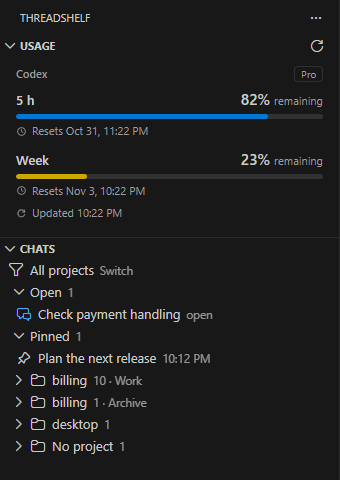 THREADSHELF ...
USAGE
Codex Pro
5 h 82% remaining
Resets Oct 31, 11:22 PM
Week 23% remaining
Resets Nov 3, 10:22 PM
Updated 10:22 PM
CHATS
All projects Switch
Open 1
Check payment handling open
Pinned 1
Plan the next release 10:12 PM
billing 10 · Work
billing 1 · Archive
desktop 1
No project 1